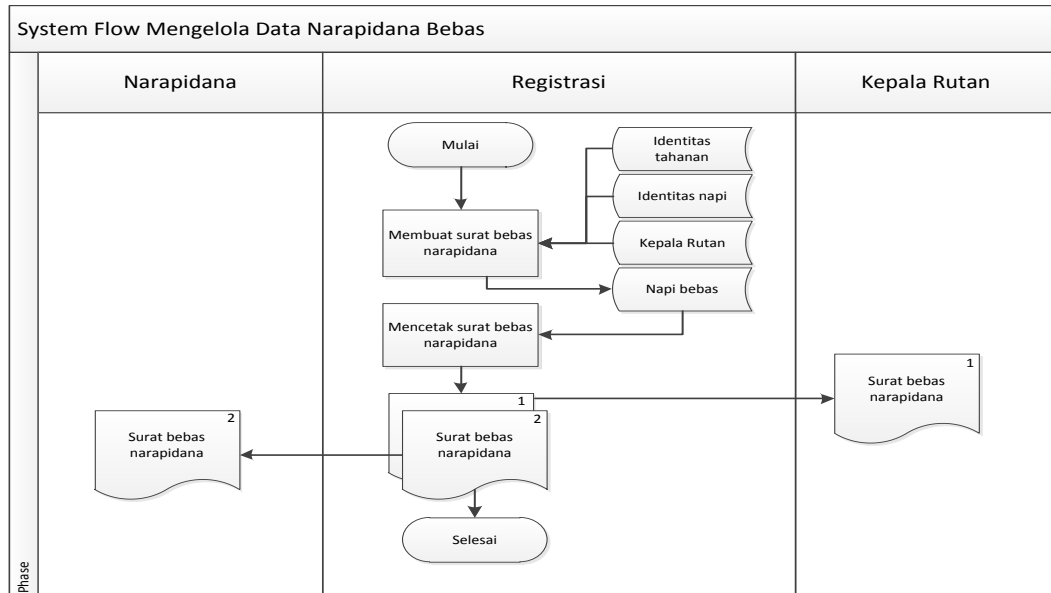 System Flow Mengelola Data Narapidana Bebas
Narapidana
Registrasi
Kepala Rutan
Mulai
Identitas
tahanan
Identitas napi
Membuat surat bebas
narapidana
Kepala Rutan
Napi bebas
Mencetak surat bebas
narapidana
1
Surat bebas
narapidana
1
2
Surat bebas
narapidana
2
Surat bebas
narapidana
Selesai
Phase